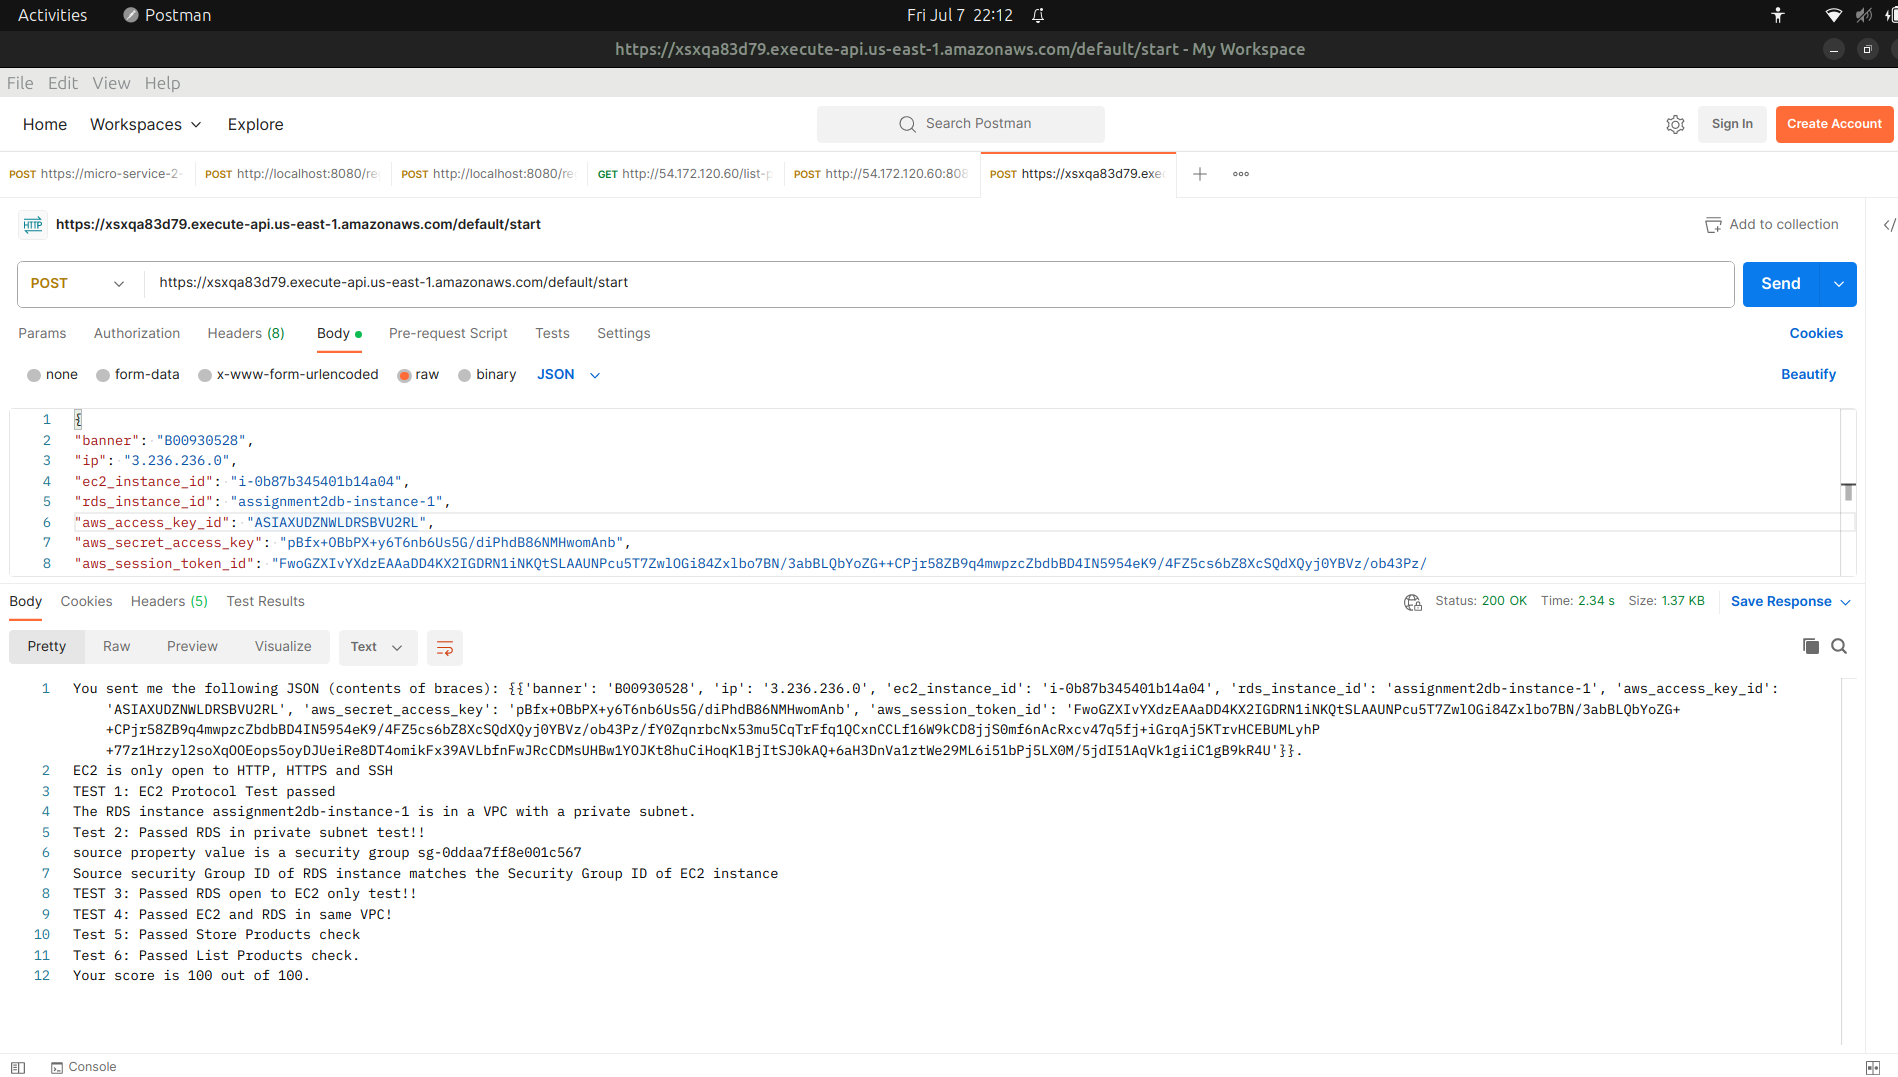 Activities Postman Fri Jul 7 22:12
https://xsxqa83d79.execute-api.us-east-1.amazonaws.com/default/start - My Workspace
File Edit View Help
Home Workspaces Explore Search Postman Sign In Create Account
POST https://micro-service-2- POST http://localhost:8080/re POST http://localhost:8080/re GET http://54.172.120.60/list-p POST http://54.172.120.60:808 POST https://xsxqa83d79.exe
HTTP https://xsxqa83d79.execute-api.us-east-1.amazonaws.com/default/start Add to collection
POST https://xsxqa83d79.execute-api.us-east-1.amazonaws.com/default/start Send
Params Authorization Headers (8) Body Pre-request Script Tests Settings Cookies
none form-data x-www-form-urlencoded raw binary JSON Beautify
1 {
2 "banner": "B00930528",
3 "ip": "3.236.236.0",
4 "ec2_instance_id": "i-0b87b345401b14a04",
5 "rds_instance_id": "assignment2db-instance-1",
6 "aws_access_key_id": "ASIAXUDZNWLDRSBVU2RL",
7 "aws_secret_access_key": "pBfx+OBbPX+y6T6nb6Us5G/diPhdB86NMHwomAnb",
8 "aws_session_token_id": "FwoGZXIvYXdzEAAaDD4KX2IGDRN1iNKQtSLAAUNPcu5T7ZwlOGi84Zxlbo7BN/3abBLQbYoZG++CPjr58ZB9q4mwpzcZbdbBD4IN5954eK9/4FZ5cs6bZ8XcSQdXQyj0YBVz/ob43Pz/
Body Cookies Headers (5) Test Results Status: 200 OK Time: 2.34 s Size: 1.37 KB Save Response
Pretty Raw Preview Visualize Text
1 You sent me the following JSON (contents of braces): {{'banner': 'B00930528', 'ip': '3.236.236.0', 'ec2_instance_id': 'i-0b87b345401b14a04', 'rds_instance_id': 'assignment2db-instance-1', 'aws_access_key_id':
'ASIAXUDZNWLDRSBVU2RL', 'aws_secret_access_key': 'pBfx+OBbPX+y6T6nb6Us5G/diPhdB86NMHwomAnb', 'aws_session_token_id': 'FwoGZXIvYXdzEAAaDD4KX2IGDRN1iNKQtSLAAUNPcu5T7ZwlOGi84Zxlbo7BN/3abBLQbYoZG+
+CPjr58ZB9q4mwpzcZbdbBD4IN5954eK9/4FZ5cs6bZ8XcSQdXQyj0YBVz/ob43Pz/fY0ZqnrbcNx53mu5CqTrFfq1QCxnCCLf16W9kCD8jjS0mf6nAcRxcv47q5fj+iGrqAj5KTrvHCEBUMLyhP
+77z1Hrzyl2soXqOOEops5oyDJUeiRe8DT4omikFx39AVLbfnFwJRcCDMsUHBw1YOJKt8huCiHoqKlBjItSJ0kAQ+6aH3DnVa1ztWe29ML6i51bPj5LX0M/5jdI51AqVk1giiC1gB9kR4U'}}.
2 EC2 is only open to HTTP, HTTPS and SSH
3 TEST 1: EC2 Protocol Test passed
4 The RDS instance assignment2db-instance-1 is in a VPC with a private subnet.
5 Test 2: Passed RDS in private subnet test!!
6 source property value is a security group sg-0ddaa7ff8e001c567
7 Source security Group ID of RDS instance matches the Security Group ID of EC2 instance
8 TEST 3: Passed RDS open to EC2 only test!!
9 TEST 4: Passed EC2 and RDS in same VPC!
10 Test 5: Passed Store Products check
11 Test 6: Passed List Products check.
12 Your score is 100 out of 100.
Console